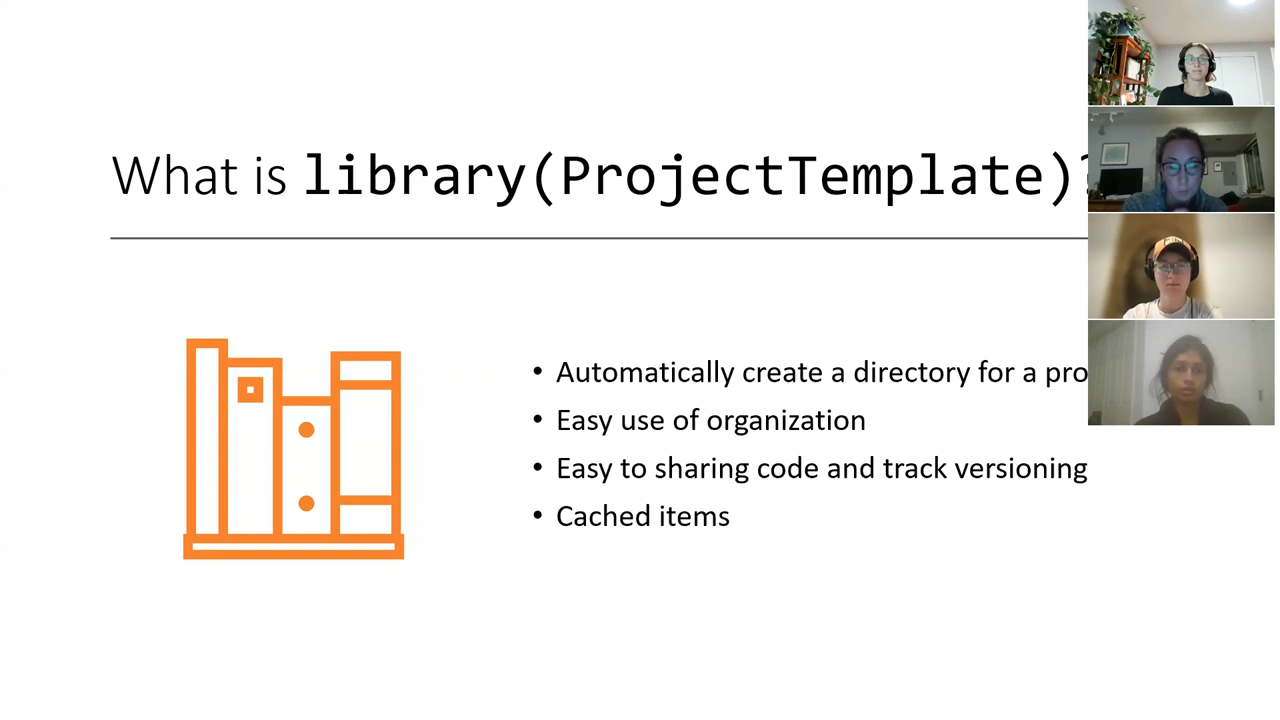 What is library(ProjectTemplate)?
• Automatically create a directory for a pro
• Easy use of organization
• Easy to sharing code and track versioning
• Cached items